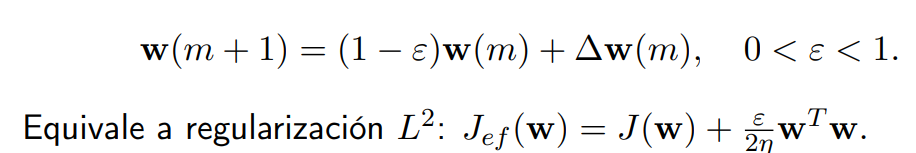 w(m + 1) = (1 − ε)w(m) + Δw(m), 0 < ε < 1.
Equivale a regularización L²: J_ef(w) = J(w) + ε/2η wᵀw.